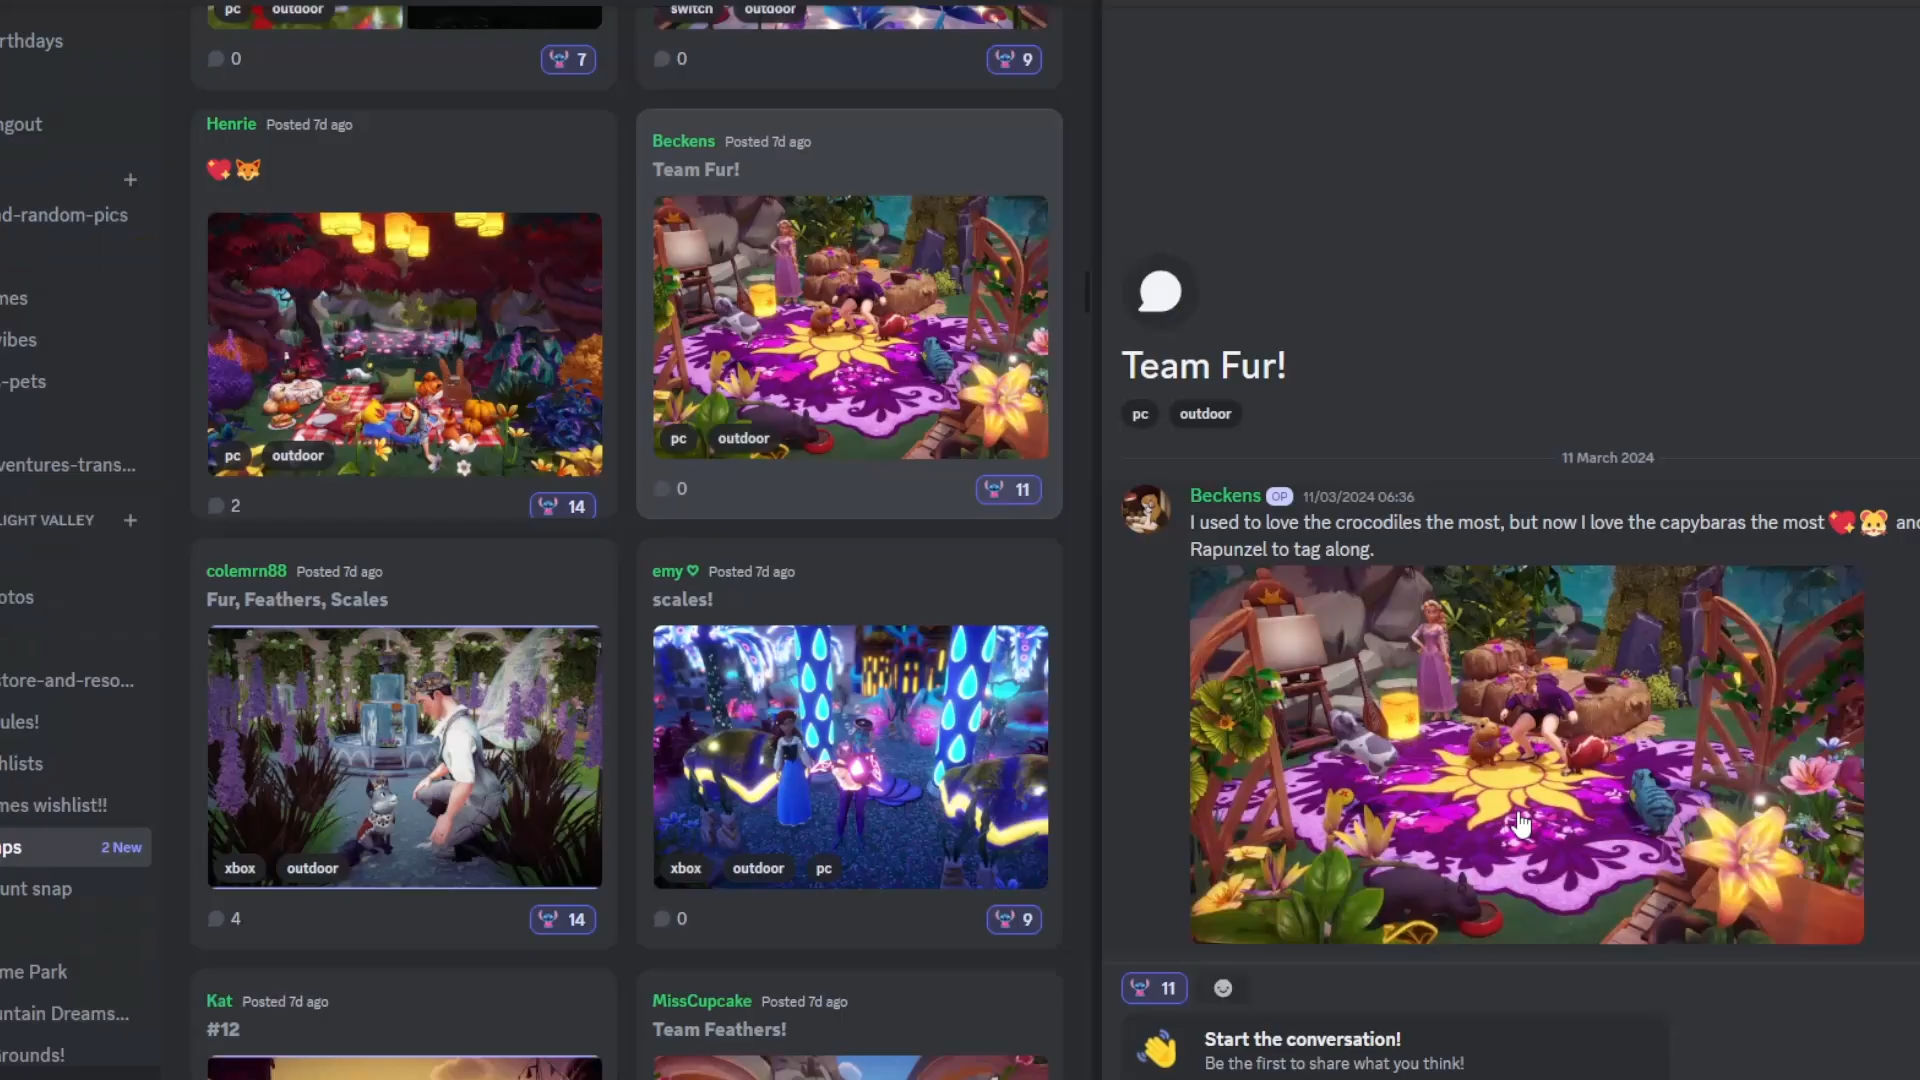 rthdays
ngout
d-random-pics
mes
ibes
-pets
ventures-trans...
LIGHT VALLEY
otos
tore-and-reso...
ules!
hlists
mes wishlist!!
ps
2 New
unt snap
me Park
untain Dreams...
rounds!
pc outdoor
0
7
switch outdoor
0
9
Henrie Posted 7d ago
pc outdoor
2
14
Beckens Posted 7d ago
Team Fur!
pc outdoor
0
11
colemrn88 Posted 7d ago
Fur, Feathers, Scales
xbox outdoor
4
14
emy Posted 7d ago
scales!
xbox outdoor pc
0
9
Kat Posted 7d ago
#12
MissCupcake Posted 7d ago
Team Feathers!
Team Fur!
pc outdoor
11 March 2024
Beckens OP 11/03/2024 06:36
I used to love the crocodiles the most, but now I love the capybaras the most and
Rapunzel to tag along.
11
Start the conversation!
Be the first to share what you think!